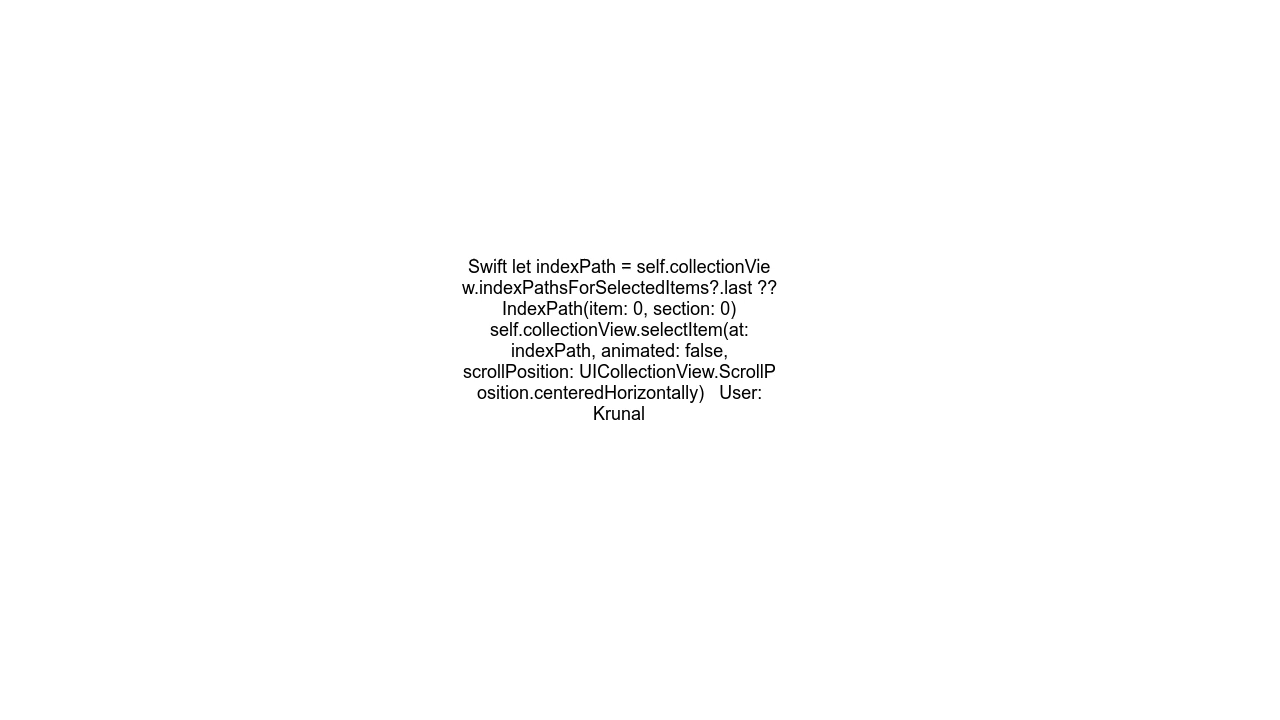 Swift let indexPath = self.collectionVie
w.indexPathsForSelectedItems?.last ??
IndexPath(item: 0, section: 0)
self.collectionView.selectItem(at:
indexPath, animated: false,
scrollPosition: UICollectionView.ScrollP
osition.centeredHorizontally)   User:
Krunal